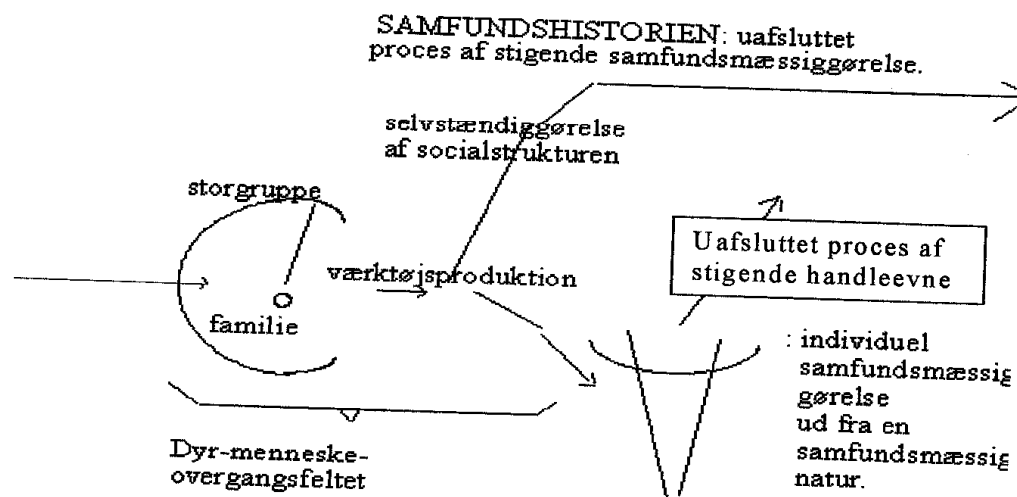 SAMFUNDSHISTORIEN: uafsluttet
proces af stigende samfundsmæssiggørelse.
selvstændiggørelse
af socialstrukturen
storgruppe
værktøjsproduktion
familie
Uafsluttet proces af
stigende handleevne
: individuel
samfundsmæssig
gørelse
ud fra en
samfundsmæssig
natur.
Dyr-menneske-
overgangsfeltet